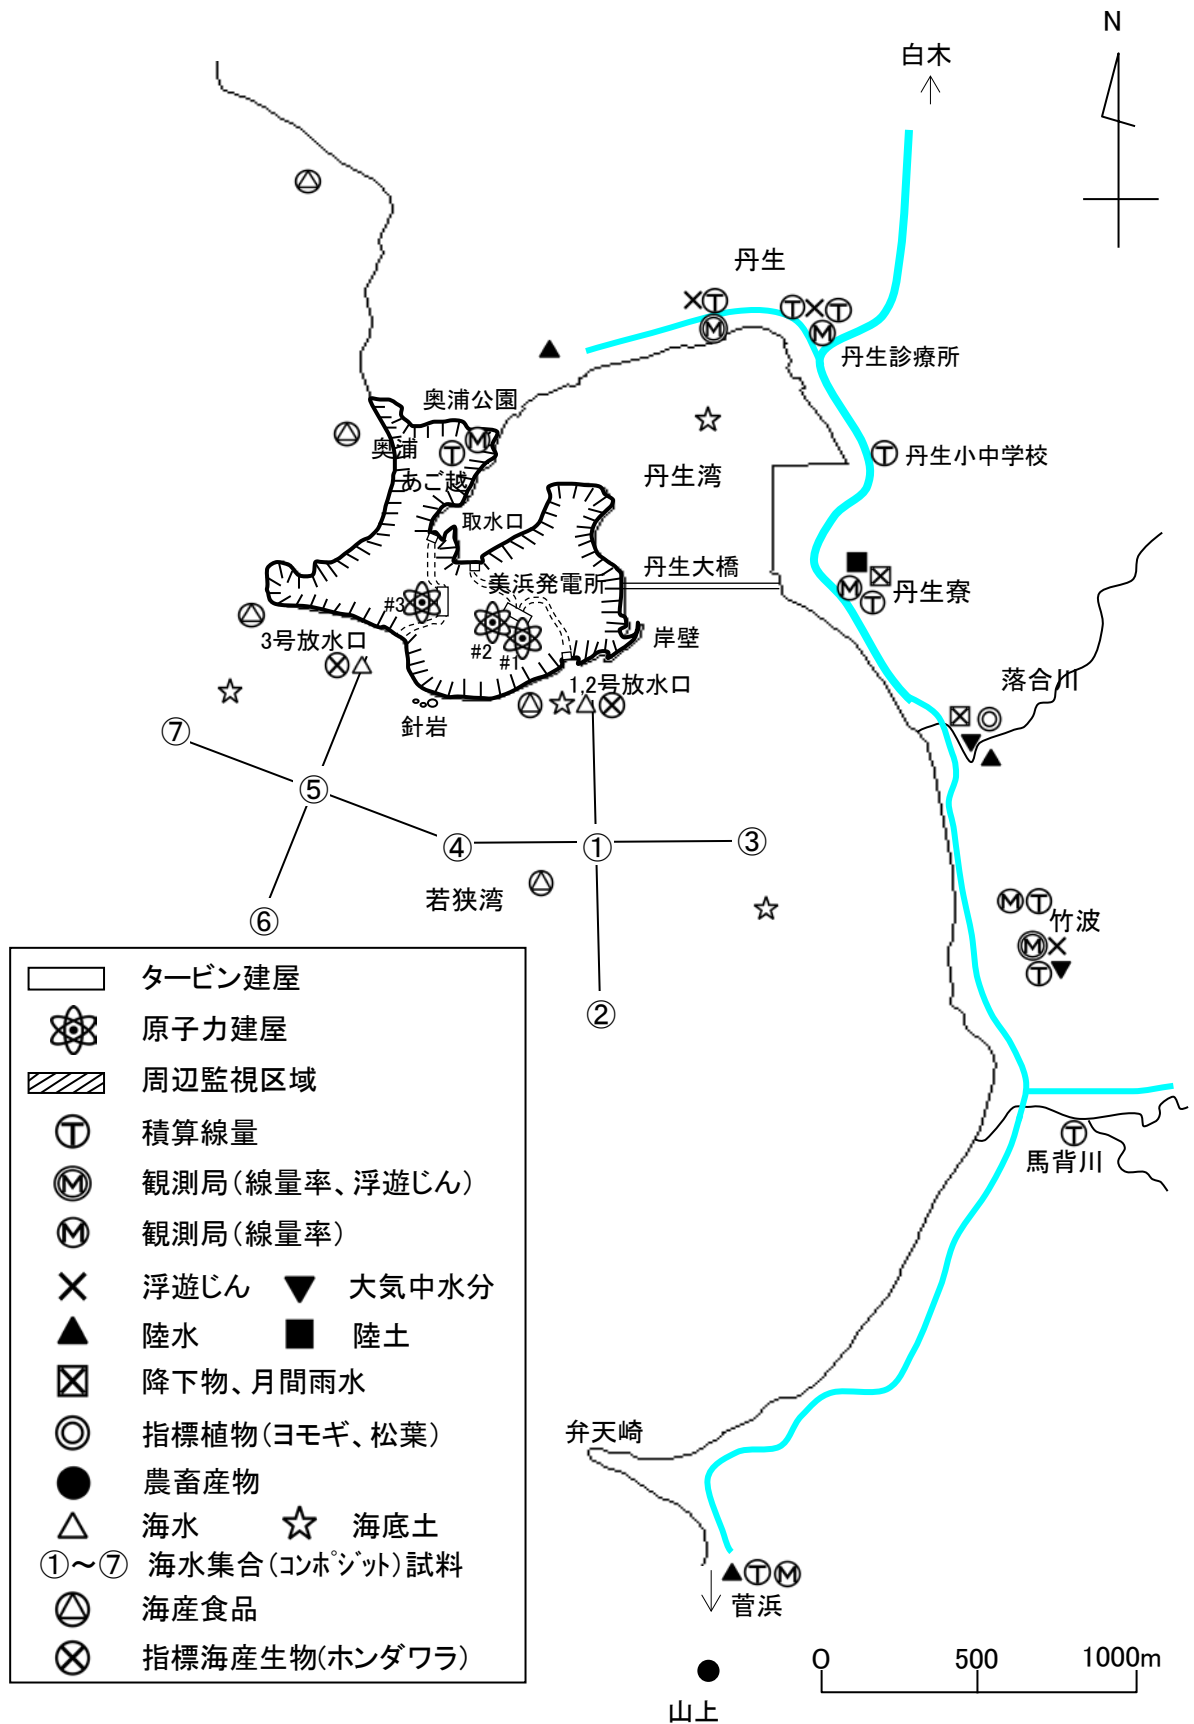 N
白木
丹生
丹生診療所
奥浦公園
奥浦
あご越
丹生湾
丹生小中学校
取水口
美浜発電所
丹生大橋
丹生寮
#3
#2
#1
岸壁
3号放水口
1,2号放水口
落合川
針岩
⑦
⑤
④
①
③
若狭湾
⑥
竹波
②
タービン建屋
原子力建屋
周辺監視区域
T 積算線量
M 観測局(線量率、浮遊じん)
M 観測局(線量率)
浮遊じん 大気中水分
陸水 陸土
降下物、月間雨水
指標植物(ヨモギ、松葉)
農畜産物
海水 海底土
①～⑦ 海水集合(コンポジット)試料
海産食品
指標海産生物(ホンダワラ)
馬背川
弁天崎
菅浜
山上
0 500 1000m